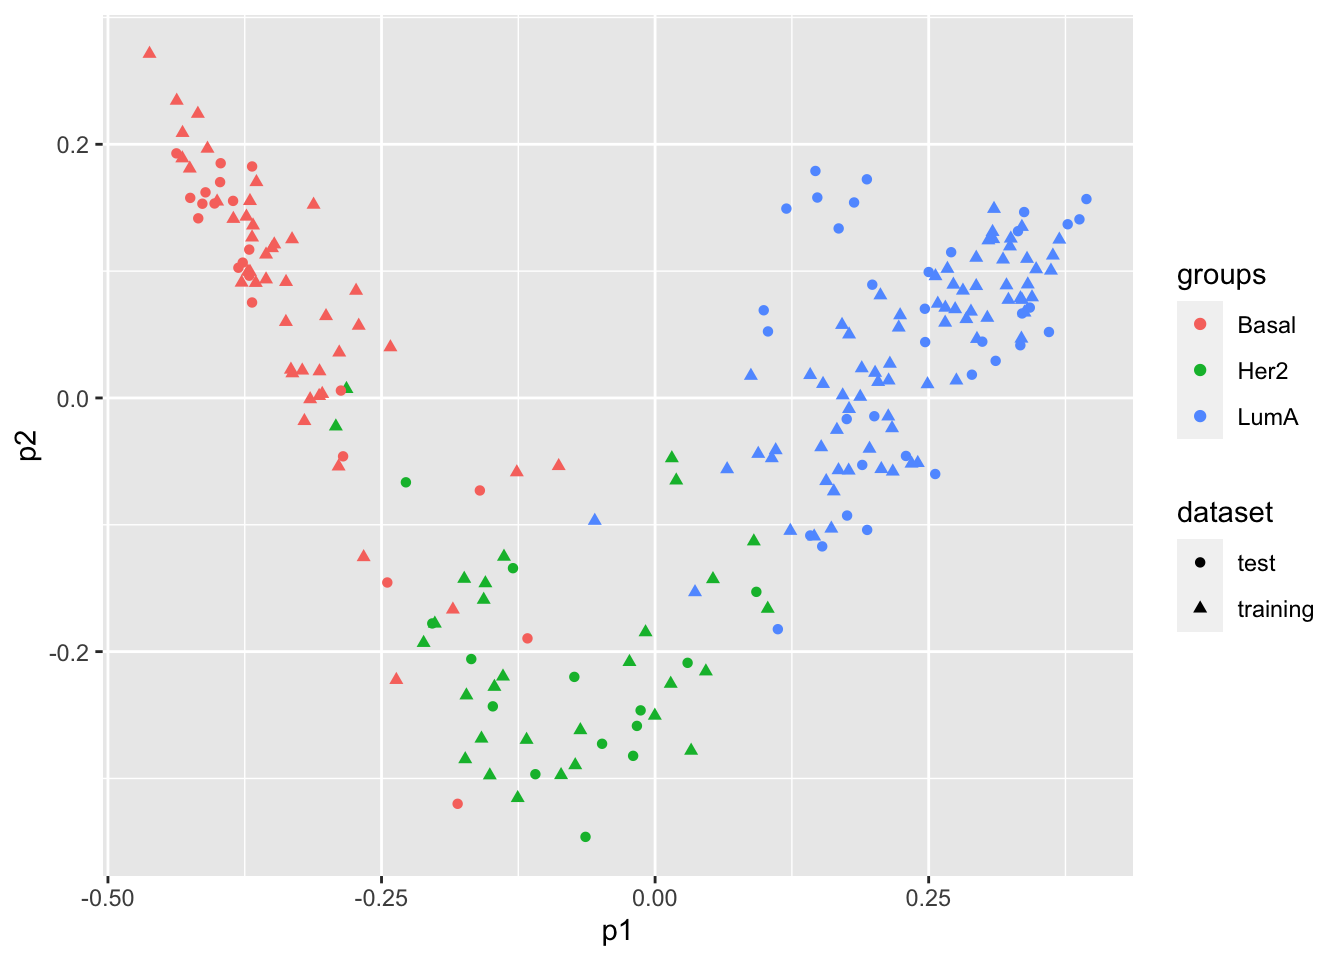 0.2
0.0
-0.2
p2
-0.50
-0.25
0.00
0.25
p1
groups
Basal
Her2
LumA
dataset
test
training